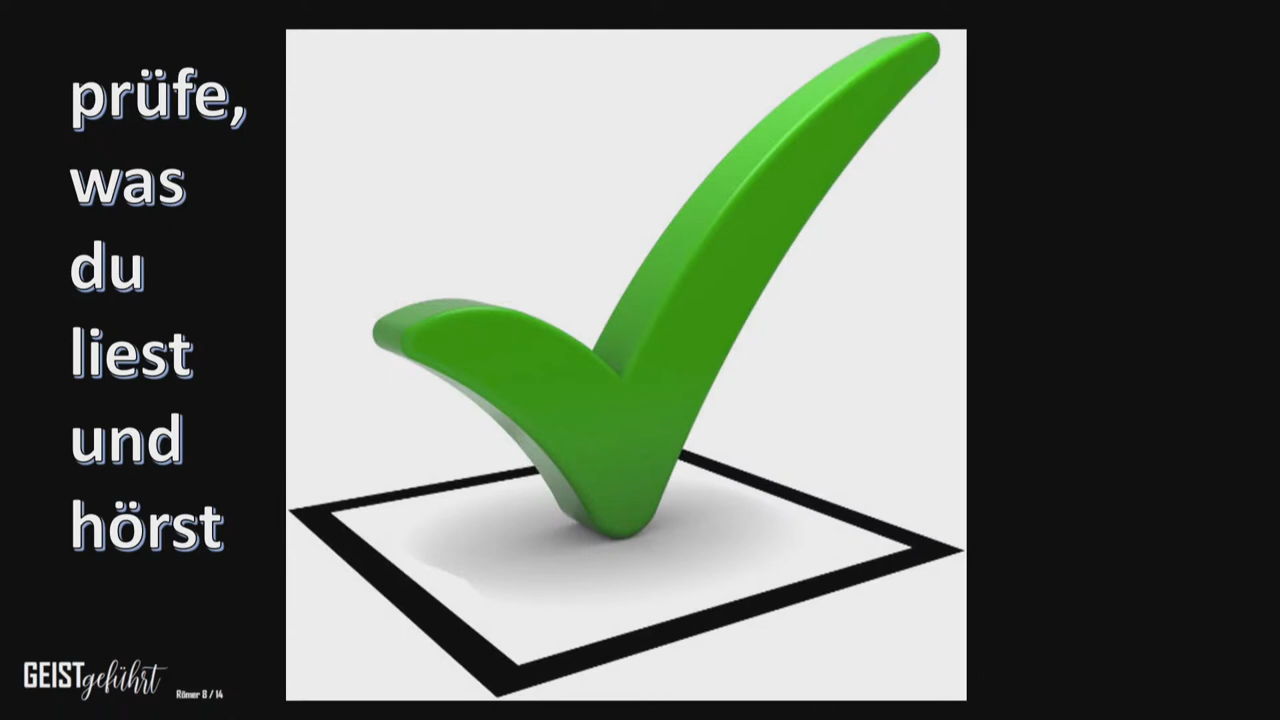 prüfe,
was
du
liest
und
hörst
GEISTgeführt
Römer 8 / 14